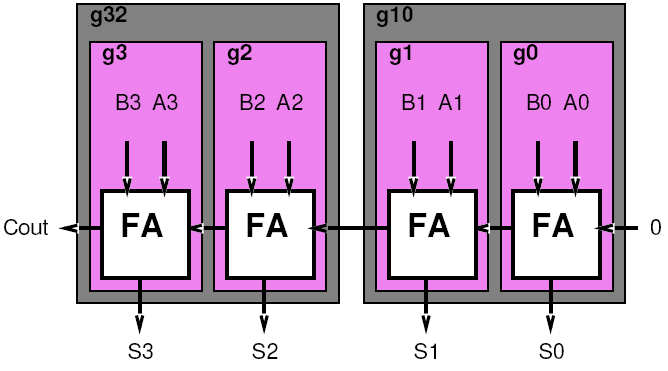 g32 g10
g3 g2 g1 g0
B3 A3 B2 A2 B1 A1 B0 A0
Cout FA FA FA FA 0
S3 S2 S1 S0